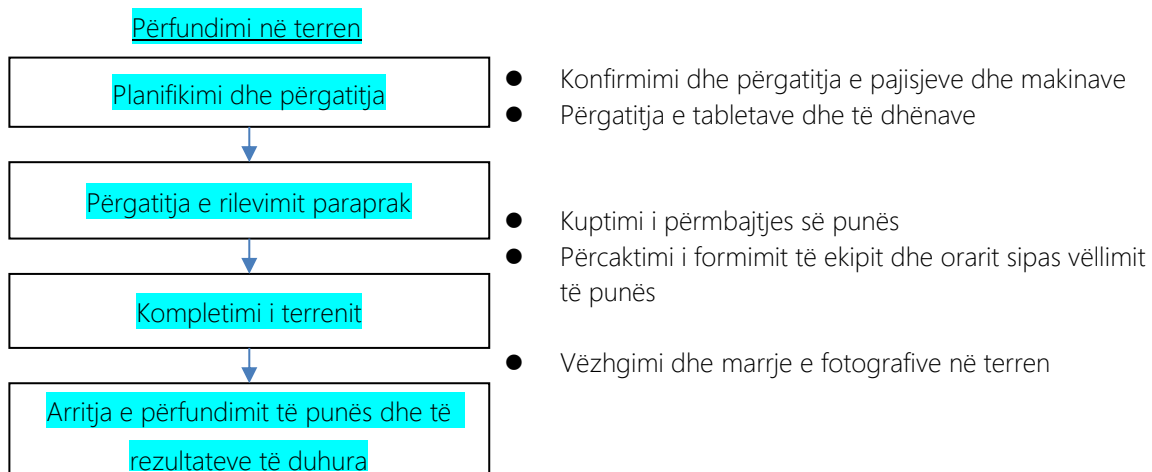 Përfundimi në terren
Planifikimi dhe përgatitja
● Konfirmimi dhe përgatitja e pajisjeve dhe makinave
● Përgatitja e tabletave dhe të dhënave
Përgatitja e rilevimit paraprak
● Kuptimi i përmbajtjes së punës
● Përcaktimi i formimit të ekipit dhe orarit sipas vëllimit
të punës
Kompletimi i terrenit
● Vëzhgimi dhe marrje e fotografive në terren
Arritja e përfundimit të punës dhe të
rezultateve të duhura